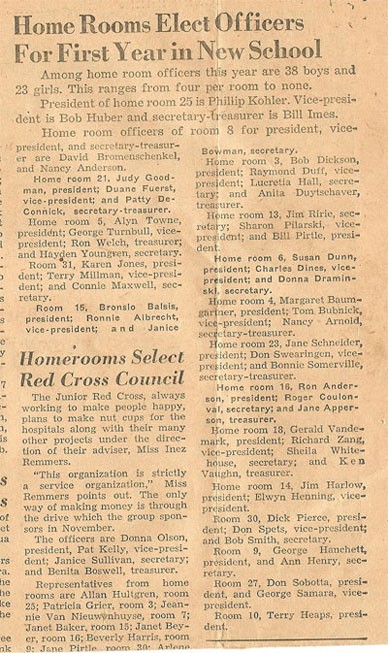 Home Rooms Elect Officers
For First Year in New School
Among home room officers this year are 38 boys and
23 girls. This ranges from four per room to none.
President of home room 25 is Philip Kohler. Vice-presi-
dent is Bob Huber and secretary-treasurer is Bill Imes.
Home room officers of room 8 for president, vice-
president, and secretary-treasur-
er are David Bromenschenkel,
and Nancy Anderson.
Home room 21, Judy Good-
man, president; Duane Fuerst,
vice-president; and Patty De-
Connick, secretary-treasurer.
Home room 5, Alyn Towne,
president; George Turnbull, vice-
president; Ron Welch, treasurer;
and Hayden Youngren, secretary.
Room 31, Karen Jones, presi-
dent; Terry Millman, vice-presi-
dent; and Connie Maxwell, sec-
retary.
Room 15, Bronslo Balsis,
president; Ronnie Albrecht,
vice-president; and Janice
Homerooms Select
Red Cross Council
The Junior Red Cross, always
working to make people happy,
plans to make nut cups for the
hospitals along with their many
other projects under the direc-
tion of their adviser, Miss Inez
Remmers.
"This organization is strictly
a service organization," Miss
Remmers points out. The only
way of making money is through
the drive which the group spon-
sors in November.
The officers are Donna Olson,
president, Pat Kelly, vice-presi-
dent; Janice Sullivan, secretary;
and Benita Boswell, treasurer.
Representatives from home
rooms are Allan Hultgren, room
25; Patricia Grier, room 3; Jean-
nie Van Nieuwenhuyse, room 7;
Janet Baker, room 15; Janet Bey-
er, room 16; Beverly Harris, room
9; Jane Pirtle, room 30; Arlene
Bowman, secretary.
Home room 3, Bob Dickson,
president; Raymond Duff, vice-
president; Lucretia Hall, secre-
tary; and Anita Duytschaver,
treasurer.
Home room 13, Jim Rirle, sec-
retary; Sharon Pilarski, vice-
president; and Bill Pirtle, presi-
dent.
Home room 6, Susan Dunn,
president; Charles Dines, vice-
president; and Donna Dramin-
ski, secretary.
Home room 4, Margaret Baum-
gartner, president; Tom Bubnick,
vice-president; Nancy Arnold,
secretary-treasurer.
Home room 23, Jane Schneider,
president; Don Swearingen, vice-
president; and Bonnie Somerville,
secretary-treasurer.
Home room 16, Ron Ander-
son, president; Roger Coulon-
val, secretary; and Jane Apper-
son, treasurer.
Home room 18, Gerald Vande-
mark, president; Richard Zang,
vice-president; Sheila White-
house, secretary; and Ken
Vaughn, treasurer.
Home room 14, Jim Harlow,
president; Elwyn Henning, vice-
president.
Room 30, Dick Pierce, presi-
dent; Don Spets, vice-president;
and Bob Smith, secretary.
Room 9, George Hanchett,
president, and Ann Henry, sec-
retary.
Room 27, Don Sobotta, presi-
dent, and George Samara, vice-
president.
Room 10, Terry Heaps, presi-
dent.